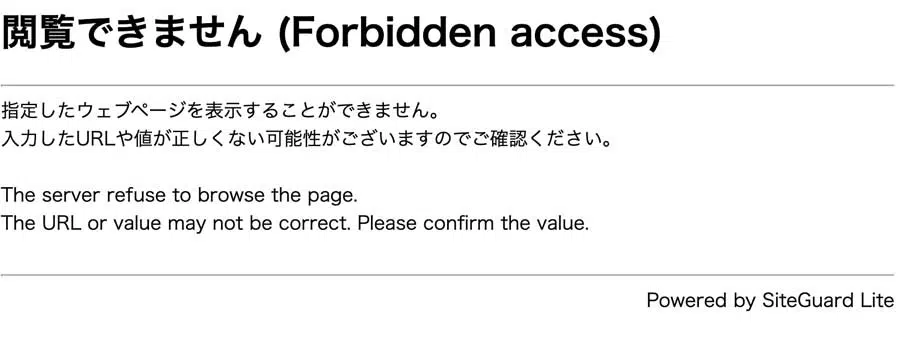 閲覧できません (Forbidden access)
指定したウェブページを表示することができません。
入力したURLや値が正しくない可能性がございますのでご確認ください。
The server refuse to browse the page.
The URL or value may not be correct. Please confirm the value.
Powered by SiteGuard Lite